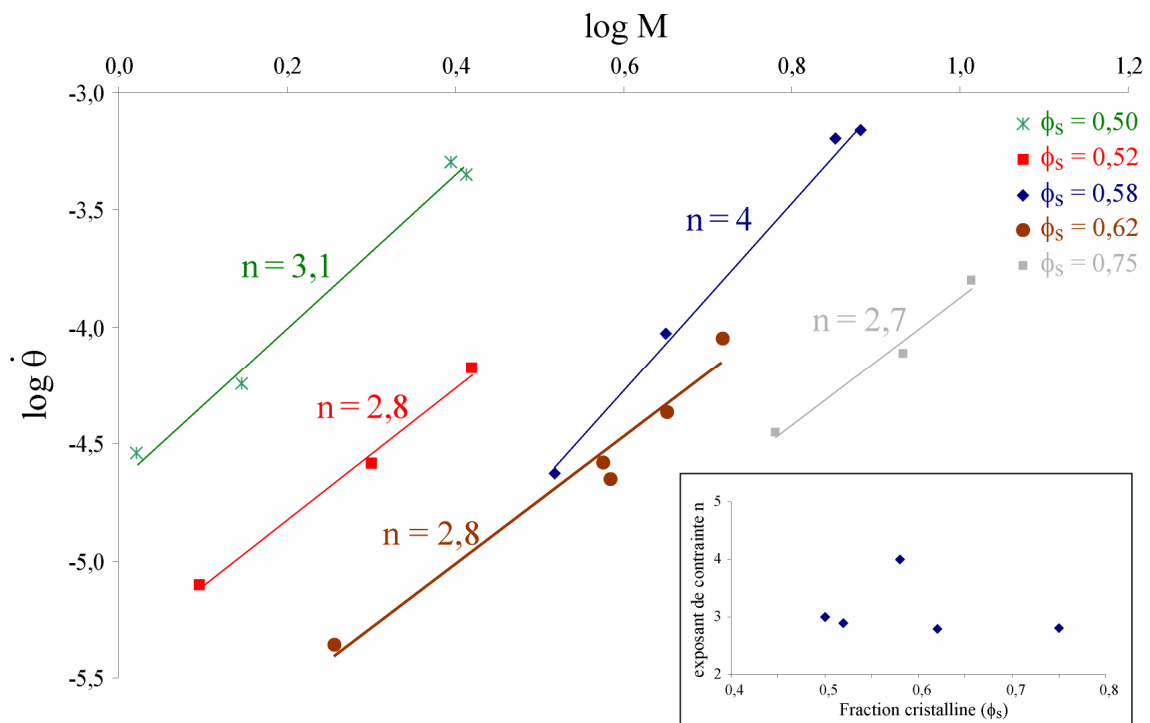 log M
0,0 0,2 0,4 0,6 0,8 1,0 1,2
-3,0
-3,5
-4,0
-4,5
-5,0
-5,5
log θ̇
ϕs = 0,50
ϕs = 0,52
ϕs = 0,58
ϕs = 0,62
ϕs = 0,75
n = 3,1
n = 2,8
n = 4
n = 2,8
n = 2,7
exposant de contrainte n
5
4
3
2
0,4 0,5 0,6 0,7 0,8
Fraction cristalline (ϕs)